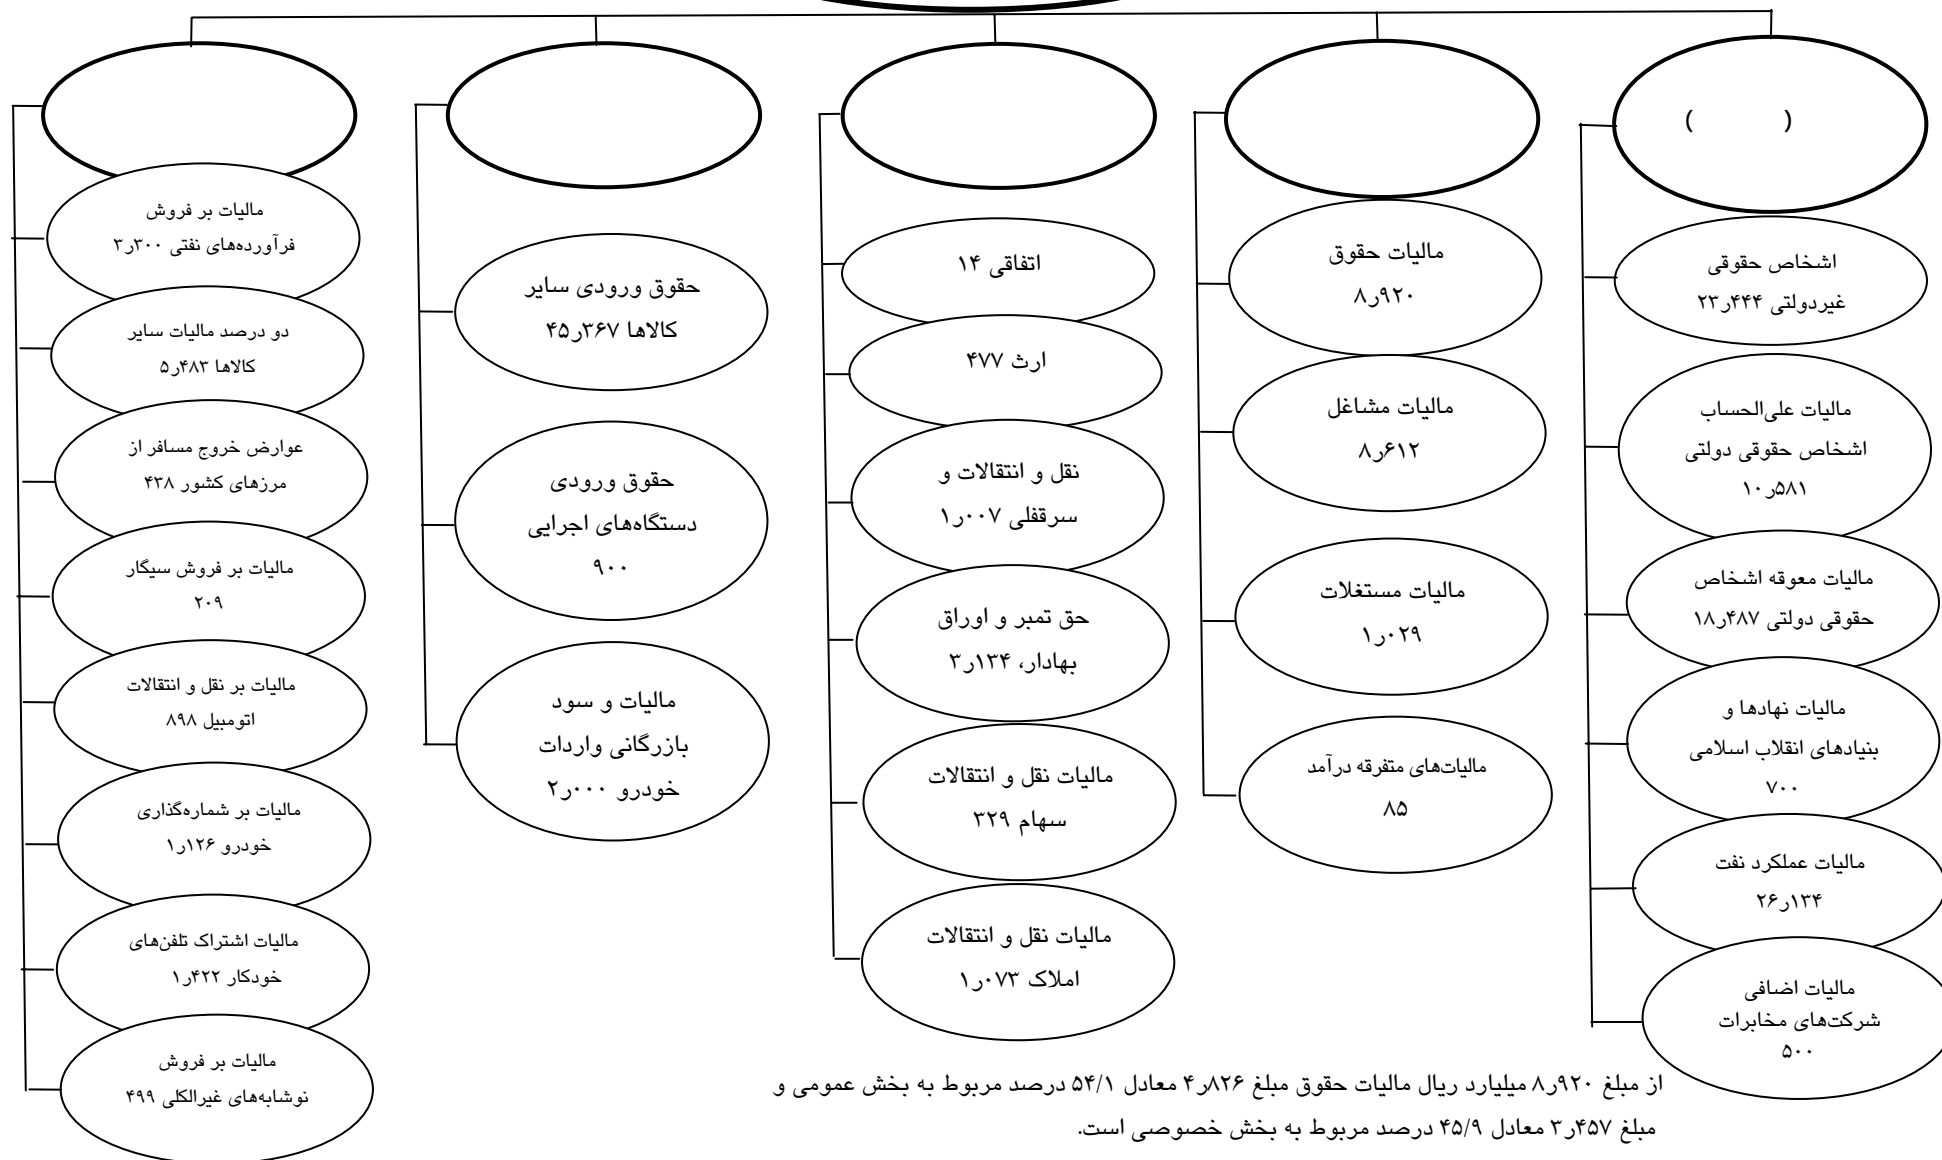 ( )
اشخاص حقوقی
غیردولتی ۲۳٫۴۴۴
مالیات علی‌الحساب
اشخاص حقوقی دولتی
۱۰٫۵۸۱
مالیات معوقه اشخاص
حقوقی دولتی ۱۸٫۴۸۷
مالیات نهادها و
بنیادهای انقلاب اسلامی
۷۰۰
مالیات عملکرد نفت
۲۶٫۱۳۴
مالیات اضافی
شرکت‌های مخابرات
۵۰۰
مالیات حقوق
۸٫۹۲۰
مالیات مشاغل
۸٫۶۱۲
مالیات مستغلات
۱٫۰۲۹
مالیات‌های متفرقه درآمد
۸۵
اتفاقی ۱۴
ارث ۴۷۷
نقل و انتقالات و
سرقفلی ۱٫۰۰۷
حق تمبر و اوراق
بهادار، ۳٫۱۳۴
مالیات نقل و انتقالات
سهام ۳۲۹
مالیات نقل و انتقالات
املاک ۱٫۰۷۳
حقوق ورودی سایر
کالاها ۴۵٫۳۶۷
حقوق ورودی
دستگاه‌های اجرایی
۹۰۰
مالیات و سود
بازرگانی واردات
خودرو ۲٫۰۰۰
مالیات بر فروش
فرآورده‌های نفتی ۳٫۳۰۰
دو درصد مالیات سایر
کالاها ۵٫۴۸۳
عوارض خروج مسافر از
مرزهای کشور ۴۳۸
مالیات بر فروش سیگار
۲۰۹
مالیات بر نقل و انتقالات
اتومبیل ۸۹۸
مالیات بر شماره‌گذاری
خودرو ۱٫۱۲۶
مالیات اشتراک تلفن‌های
خودکار ۱٫۴۲۲
مالیات بر فروش
نوشابه‌های غیرالکلی ۴۹۹
از مبلغ ۸٫۹۲۰ میلیارد ریال مالیات حقوق مبلغ ۴٫۸۲۶ معادل ۵۴/۱ درصد مربوط به بخش عمومی و
مبلغ ۳٫۴۵۷ معادل ۴۵/۹ درصد مربوط به بخش خصوصی است.